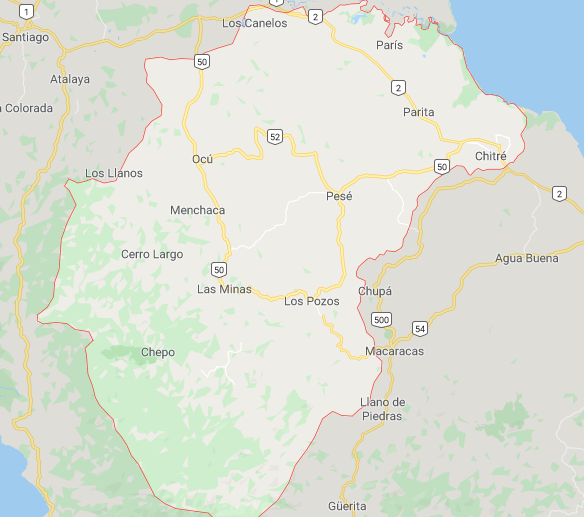 1
1
2
Los Canelos
Santiago
París
50
Atalaya
2
a Colorada
Parita
52
Chitré
Ocú
50
Los Llanos
2
Pesé
Menchaca
Cerro Largo
Agua Buena
50
Las Minas
Chupá
Los Pozos
500
54
Chepo
Macaracas
Llano de
Piedras
Güerita